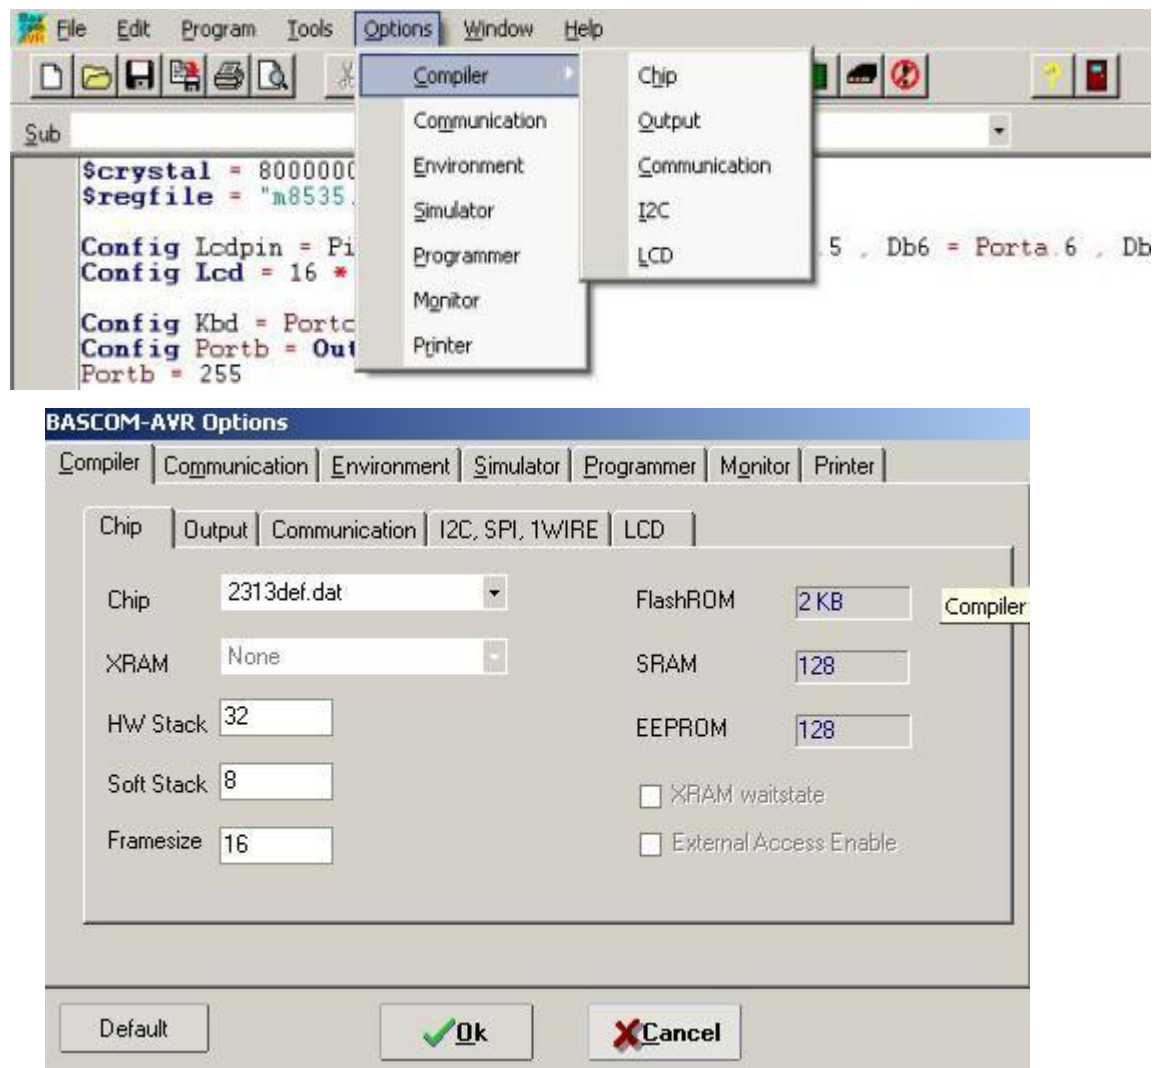 File Edit Program Tools Options Window Help
Compiler Chip
Sub Communication Output
$crystal = 8000000 Environment Communication
$regfile = "m8535.
Simulator I2C
Config Lcdpin = Pi Programmer LCD 5 , Db6 = Porta.6 , Db
Config Lcd = 16 *
Monitor
Config Kbd = Portc
Config Portb = Out Printer
Portb = 255
BASCOM-AVR Options
Compiler Communication Environment Simulator Programmer Monitor Printer
Chip Output Communication I2C, SPI, 1WIRE LCD
Chip 2313def.dat FlashROM 2 KB Compiler
XRAM None SRAM 128
HW Stack 32 EEPROM 128
Soft Stack 8 XRAM waitstate
Framesize 16 External Access Enable
Default Ok Cancel